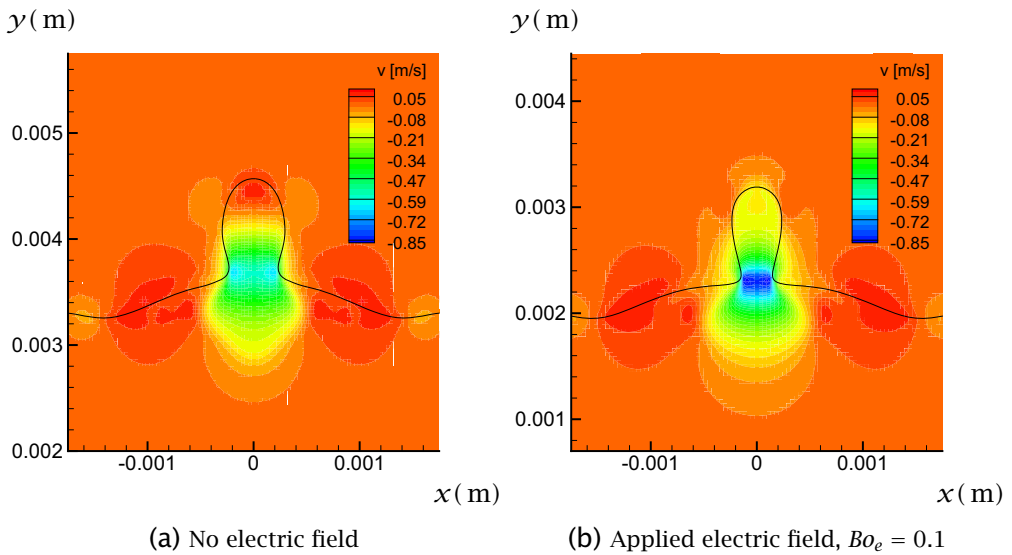 y(m)
v [m/s]
0.05
-0.08
-0.21
-0.34
-0.47
-0.59
-0.72
-0.85
0.005
0.004
0.003
0.002
-0.001 0 0.001
x(m)
(a) No electric field
y(m)
v [m/s]
0.05
-0.08
-0.21
-0.34
-0.47
-0.59
-0.72
-0.85
0.004
0.003
0.002
0.001
-0.001 0 0.001
x(m)
(b) Applied electric field, Boₑ = 0.1